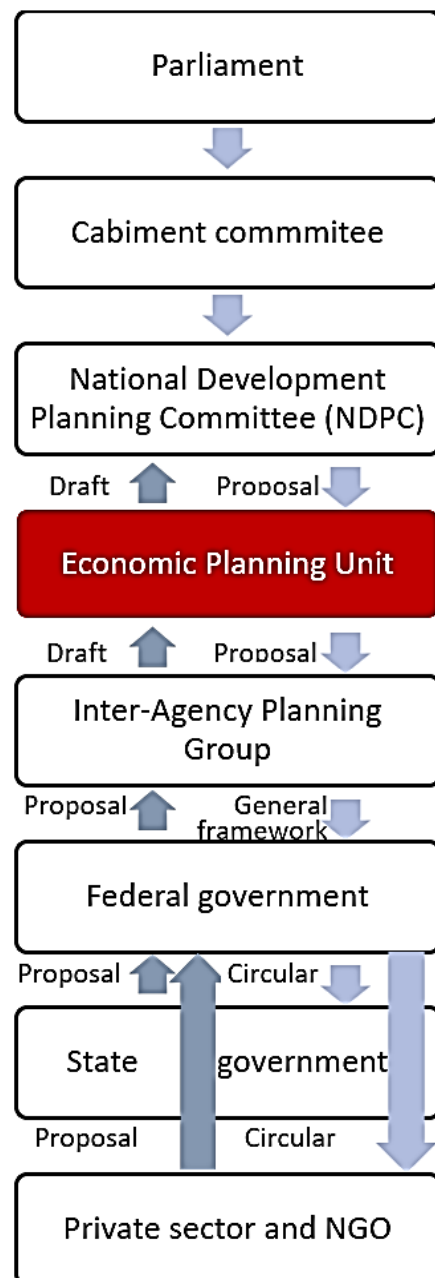 Parliament
Cabiment commmitee
National Development
Planning Committee (NDPC)
Draft Proposal
Economic Planning Unit
Draft Proposal
Inter-Agency Planning
Group
Proposal General
framework
Federal government
Proposal Circular
State government
Proposal Circular
Private sector and NGO